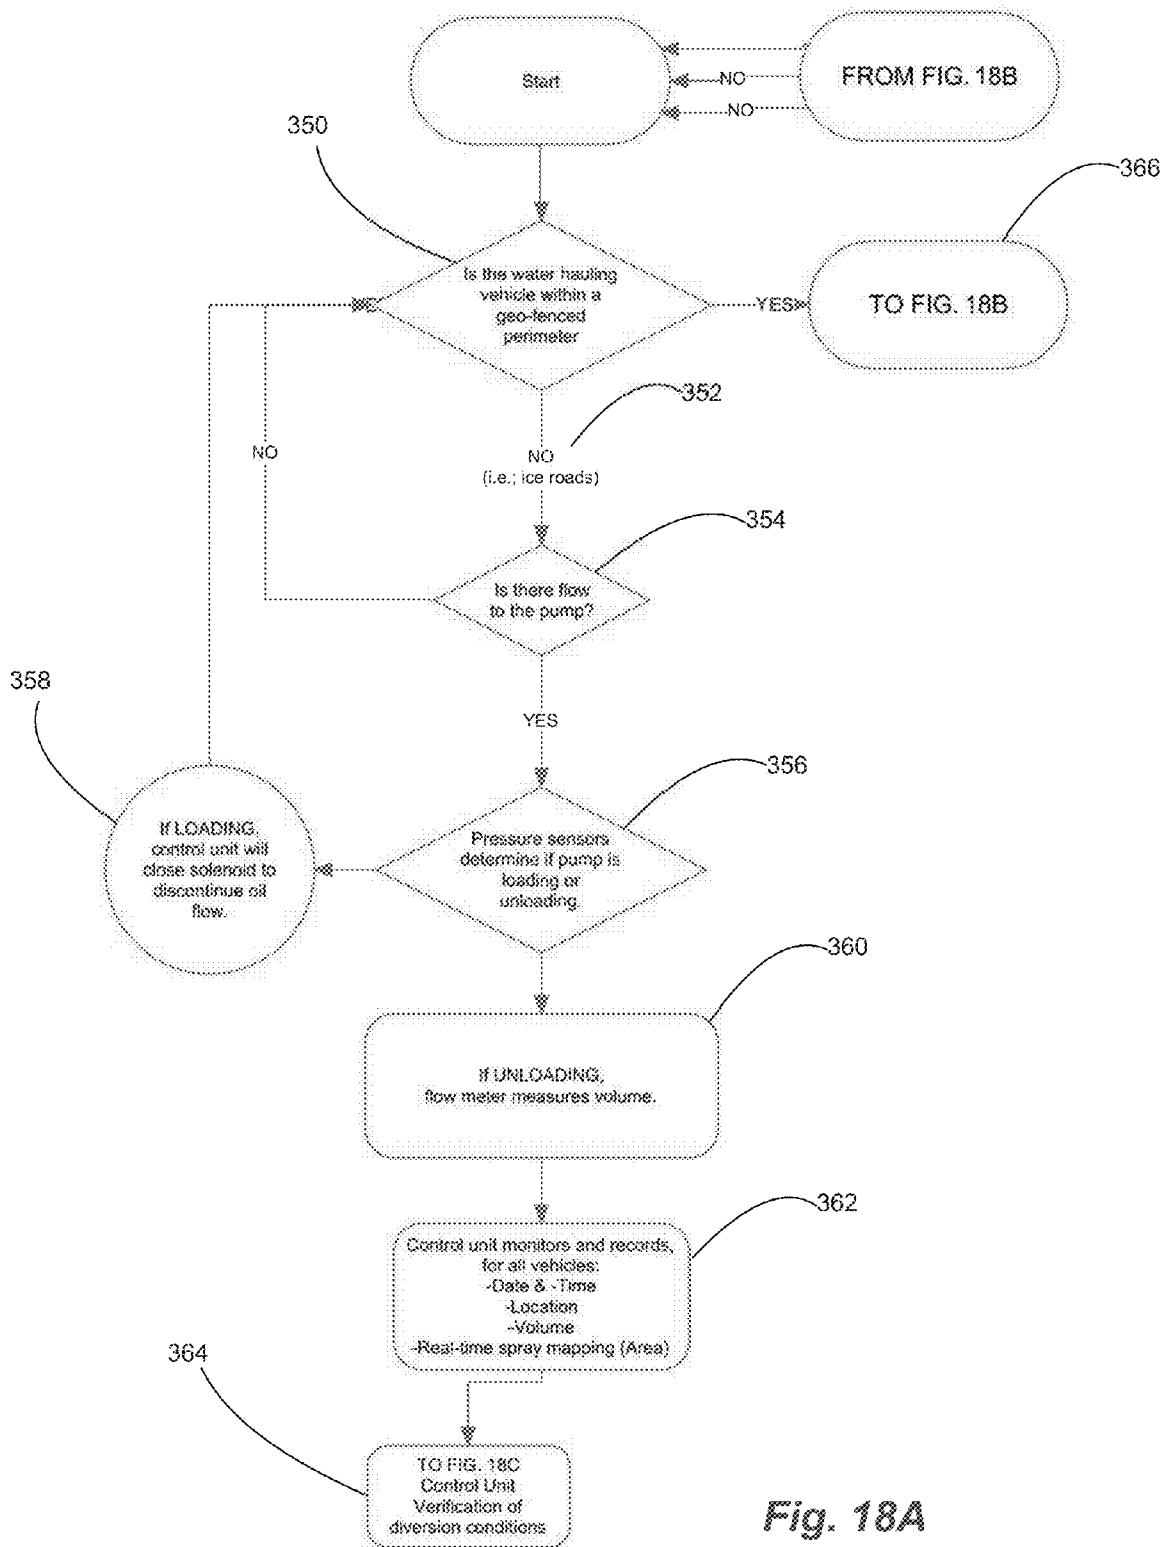 Start
NO
NO
FROM FIG. 18B
350
366
Is the water hauling
vehicle within a
geo-fenced
perimeter
YES
TO FIG. 18B
352
NO
NO
(i.e.; ice roads)
354
Is there flow
to the pump?
358
YES
356
If LOADING,
control unit will
close solenoid to
discontinue oil
flow.
Pressure sensors
determine if pump is
loading or
unloading.
360
If UNLOADING,
flow meter measures volume.
362
Control unit monitors and records,
for all vehicles:
-Date & -Time
-Location
-Volume
-Real-time spray mapping (Area)
364
TO FIG. 18C
Control Unit
Verification of
diversion conditions
Fig. 18A